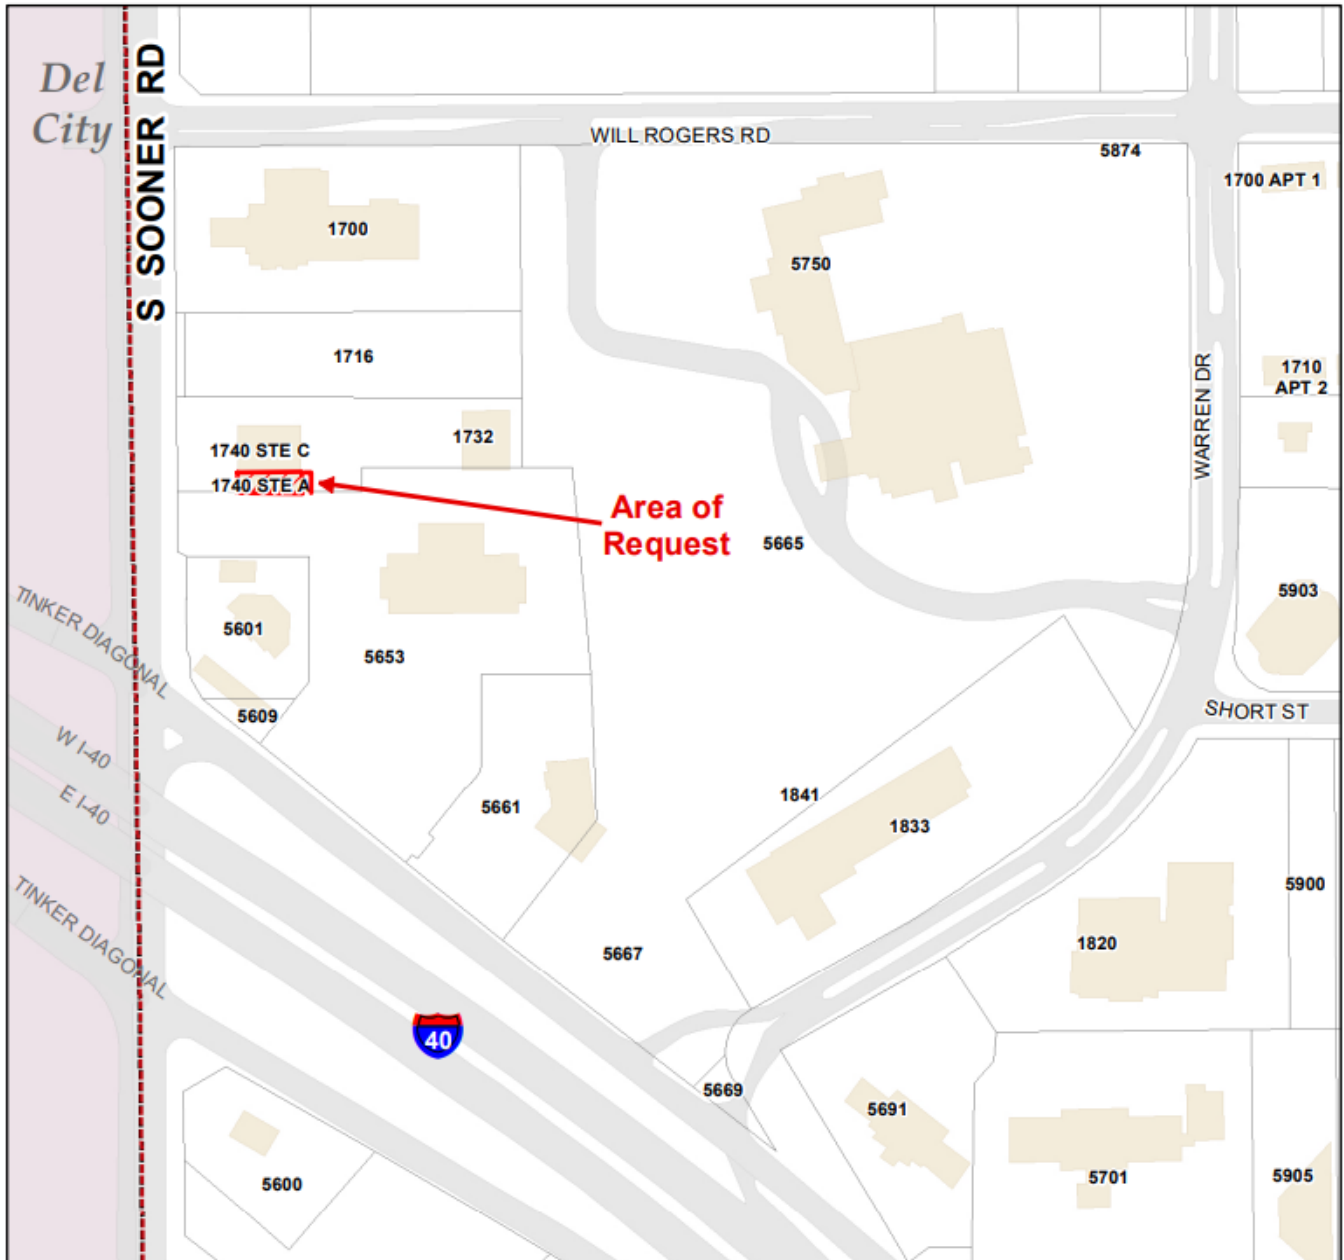 Del
City
S SOONER RD
WILL ROGERS RD
5874
1700 APT 1
1700
5750
1716
WARREN DR
1710
APT 2
1732
1740 STE C
1740 STE A
Area of
Request
5665
5903
TINKER DIAGONAL
5601
5653
5609
SHORT ST
W I-40
E I-40
5661
1841
1833
5900
TINKER DIAGONAL
1820
5667
40
5669
5691
5701
5905
5600